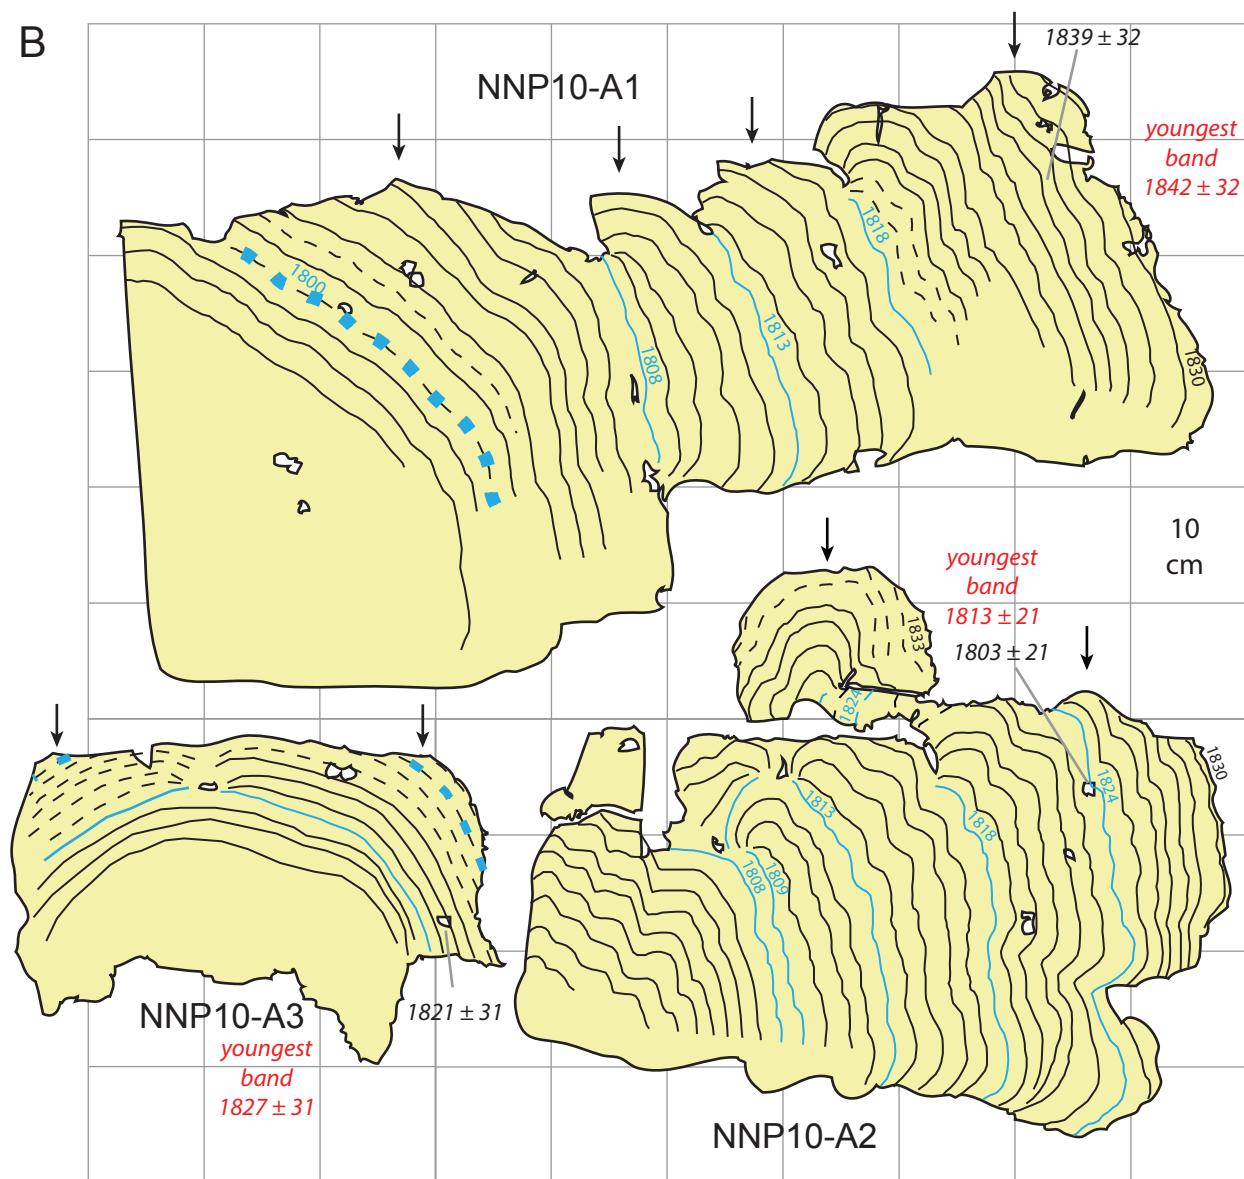 B
NNP10-A1
1839 ± 32
youngest
band
1842 ± 32
1800
1818
1808
1813
1830
10
cm
youngest
band
1813 ± 21
1803 ± 21
1833
1824
1830
1824
1813
1818
1808
1809
NNP10-A3
1821 ± 31
youngest
band
1827 ± 31
NNP10-A2